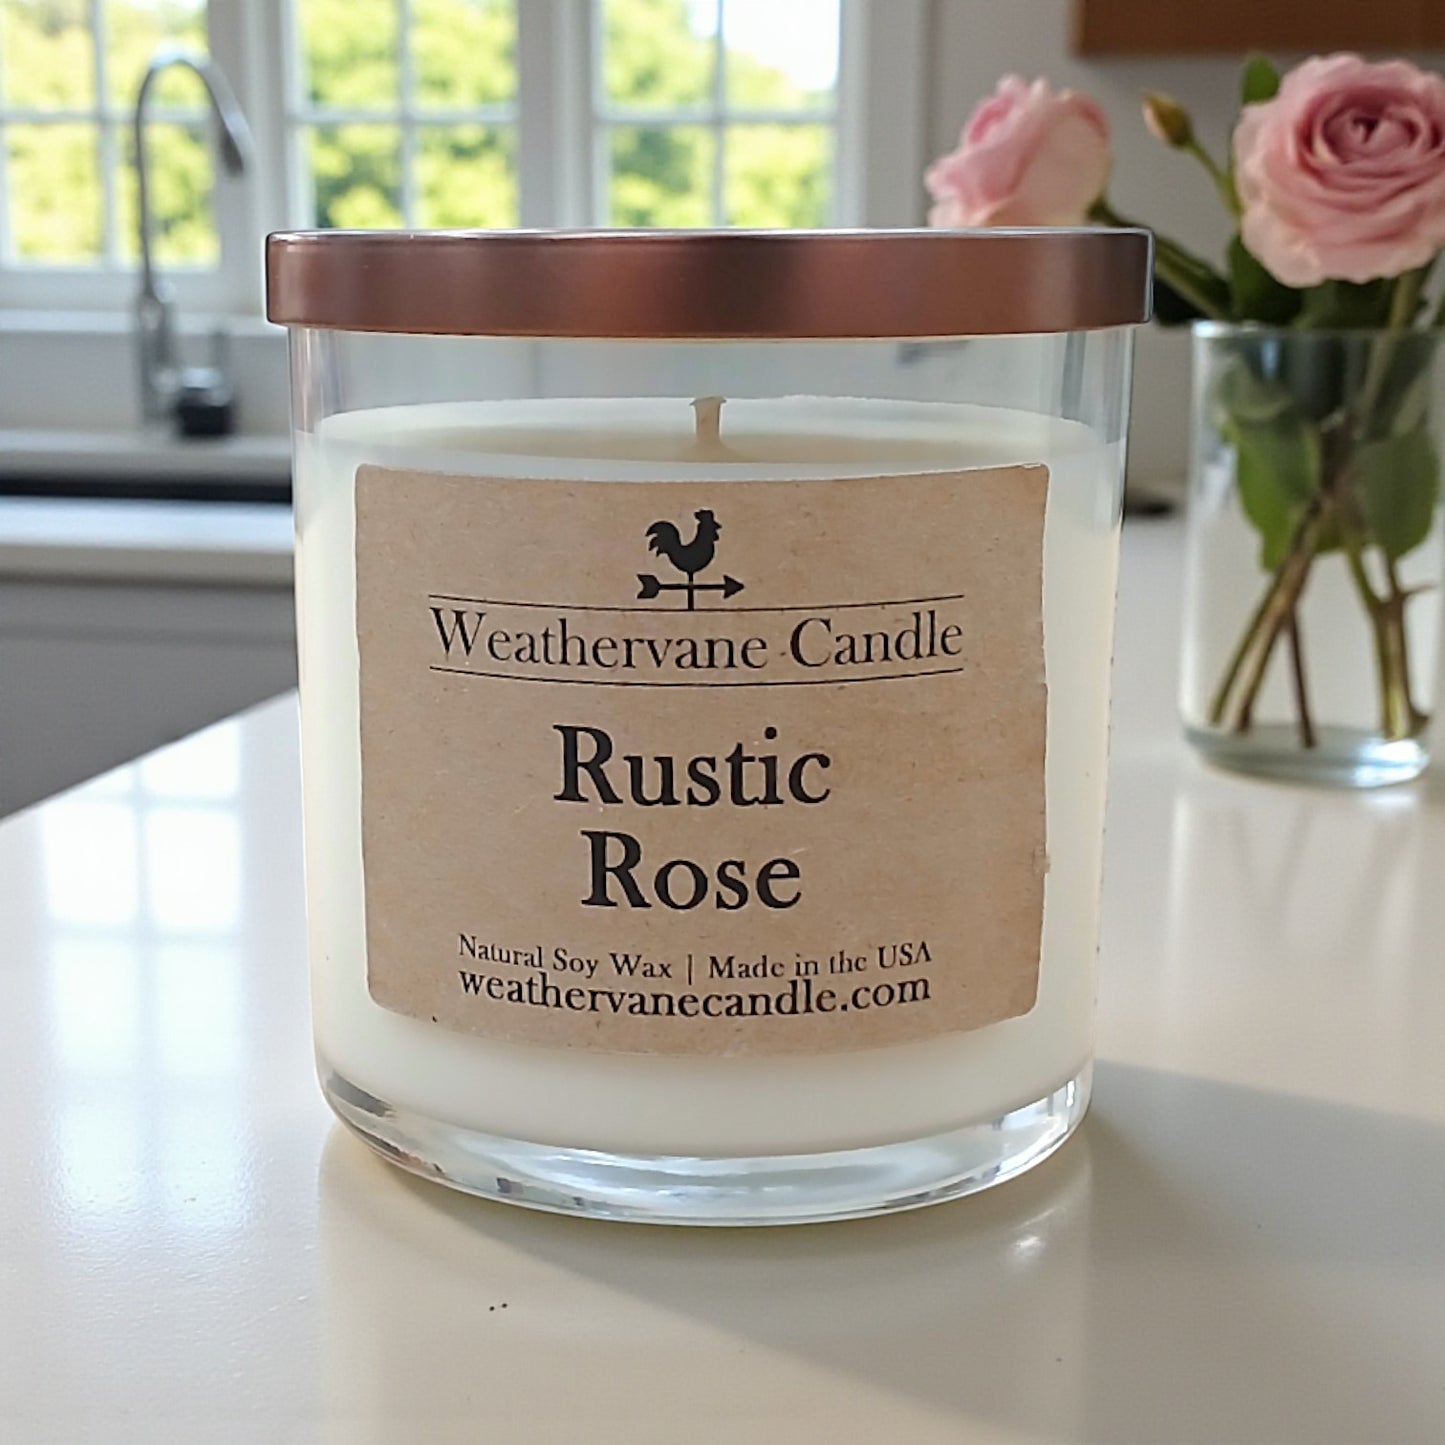 Weathervane Candle
Rustic
Rose
Natural Soy Wax | Made in the USA
weathervanecandle.com